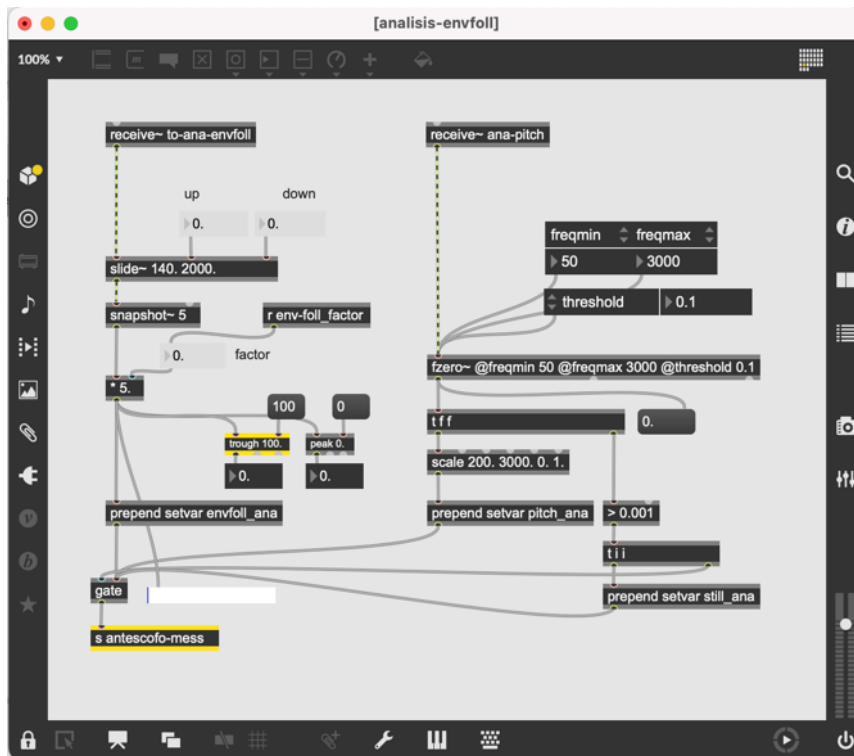 [analisis-envfoll]
100%
receive~ to-ana-envfoll
receive~ ana-pitch
up
down
0.
0.
freqmin
freqmax
50
3000
slide~ 140. 2000.
threshold
0.1
snapshot~ 5
r env-foll_factor
0.
factor
fzero~ @freqmin 50 @freqmax 3000 @threshold 0.1
* 5.
100
0
t f f
0.
trough 100.
peak 0.
scale 200. 3000. 0. 1.
0.
0.
prepend setvar envfoll_ana
prepend setvar pitch_ana
> 0.001
t i i
gate
prepend setvar still_ana
s antescofo-mess